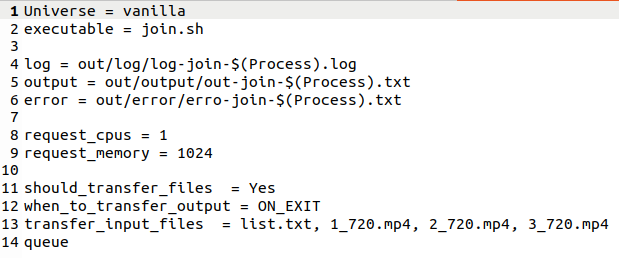 1 Universe = vanilla
2 executable = join.sh
3
4 log = out/log/log-join-$(Process).log
5 output = out/output/out-join-$(Process).txt
6 error = out/error/erro-join-$(Process).txt
7
8 request_cpus = 1
9 request_memory = 1024
10
11 should_transfer_files  = Yes
12 when_to_transfer_output = ON_EXIT
13 transfer_input_files  = list.txt, 1_720.mp4, 2_720.mp4, 3_720.mp4
14 queue